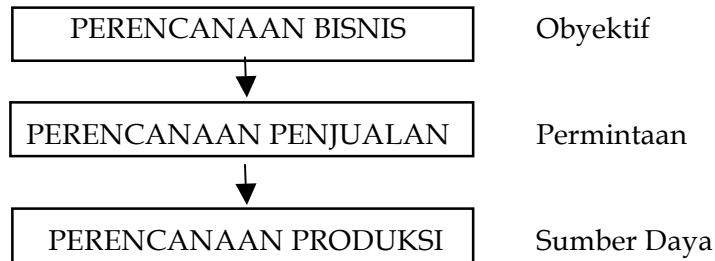 PERENCANAAN BISNIS Obyektif
PERENCANAAN PENJUALAN Permintaan
PERENCANAAN PRODUKSI Sumber Daya